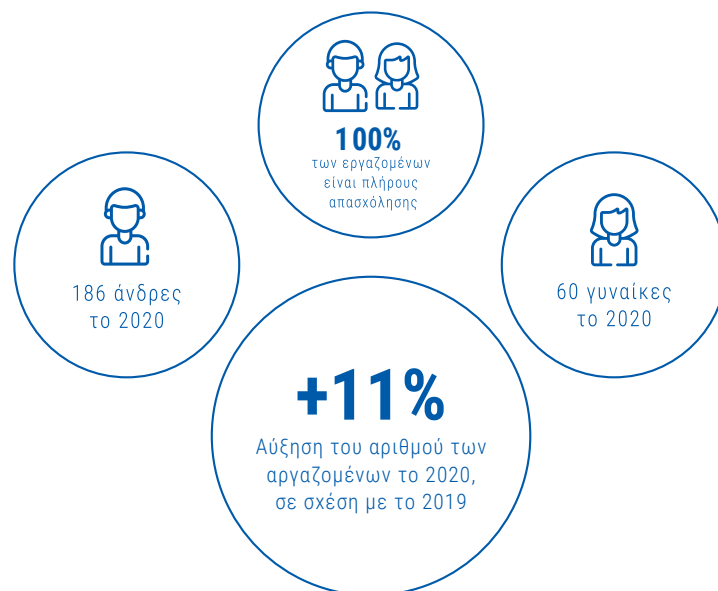 100%
των εργαζομένων
είναι πλήρους
απασχόλησης
186 άνδρες
το 2020
60 γυναίκες
το 2020
+11%
Αύξηση του αριθμού των
αργαζομένων το 2020,
σε σχέση με το 2019